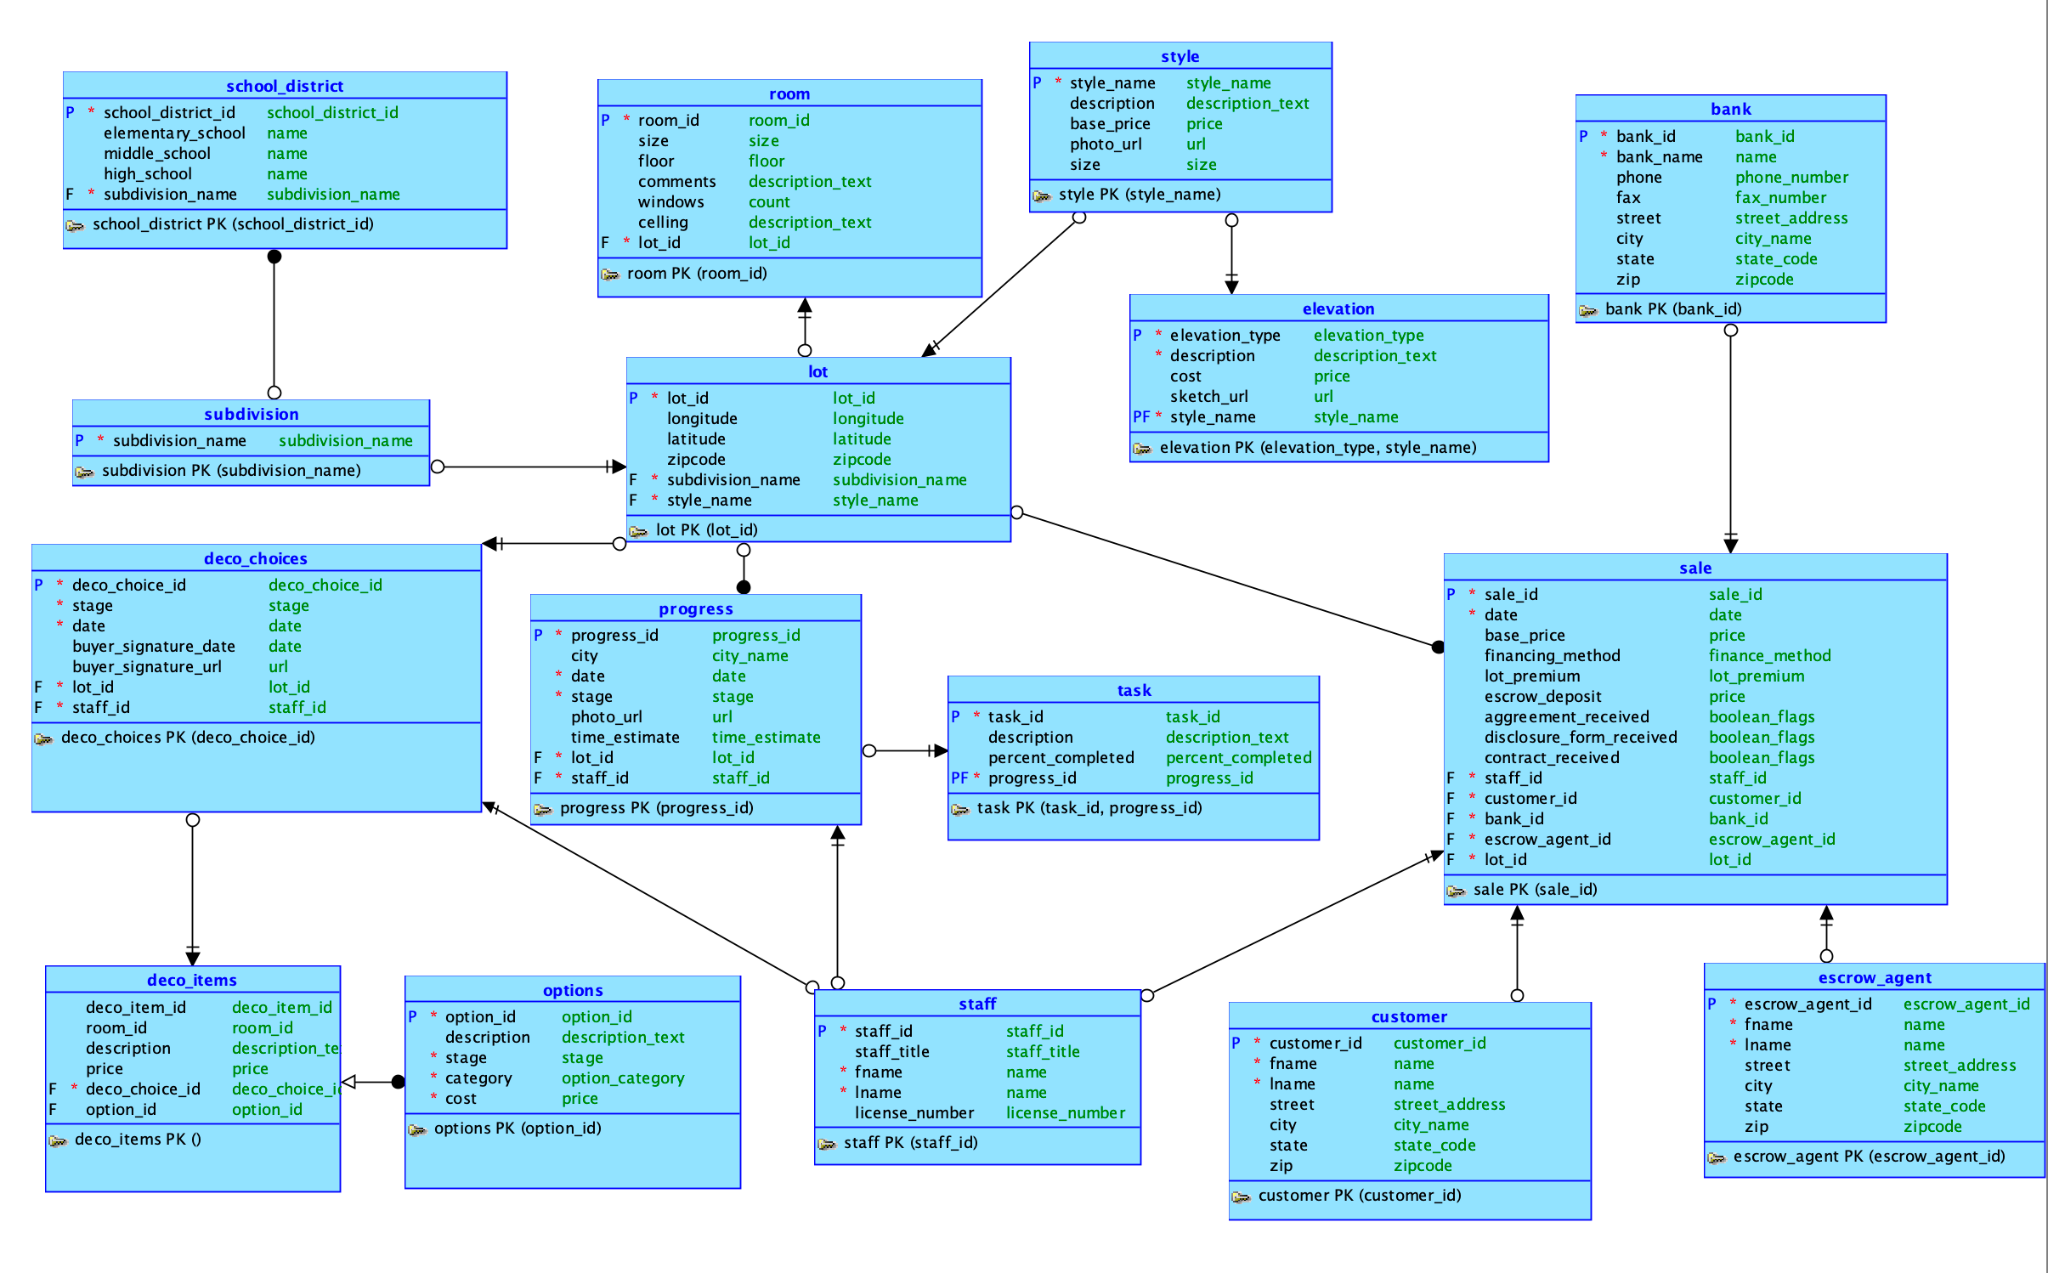 school_district
P * school_district_id school_district_id
elementary_school name
middle_school name
high_school name
F * subdivision_name subdivision_name
school_district PK (school_district_id)
room
P * room_id room_id
size size
floor floor
comments description_text
windows count
celling description_text
F * lot_id lot_id
room PK (room_id)
style
P * style_name style_name
description description_text
base_price price
photo_url url
size size
style PK (style_name)
bank
P * bank_id bank_id
* bank_name name
phone phone_number
fax fax_number
street street_address
city city_name
state state_code
zip zipcode
bank PK (bank_id)
elevation
P * elevation_type elevation_type
* description description_text
cost price
sketch_url url
PF * style_name style_name
elevation PK (elevation_type, style_name)
subdivision
P * subdivision_name subdivision_name
subdivision PK (subdivision_name)
lot
P * lot_id lot_id
longitude longitude
latitude latitude
zipcode zipcode
F * subdivision_name subdivision_name
F * style_name style_name
lot PK (lot_id)
deco_choices
P * deco_choice_id deco_choice_id
* stage stage
* date date
buyer_signature_date date
buyer_signature_url url
F * lot_id lot_id
F * staff_id staff_id
deco_choices PK (deco_choice_id)
progress
P * progress_id progress_id
city city_name
* date date
* stage stage
photo_url url
time_estimate time_estimate
F * lot_id lot_id
F * staff_id staff_id
progress PK (progress_id)
task
P * task_id task_id
description description_text
percent_completed percent_completed
PF * progress_id progress_id
task PK (task_id, progress_id)
sale
P * sale_id sale_id
* date date
base_price price
financing_method finance_method
lot_premium lot_premium
escrow_deposit price
aggreement_received boolean_flags
disclosure_form_received boolean_flags
contract_received boolean_flags
F * staff_id staff_id
F * customer_id customer_id
F * bank_id bank_id
F * escrow_agent_id escrow_agent_id
F * lot_id lot_id
sale PK (sale_id)
deco_items
deco_item_id deco_item_id
room_id room_id
description description_te
price price
F * deco_choice_id deco_choice_i
F option_id option_id
deco_items PK ()
options
P * option_id option_id
description description_text
* stage stage
* category option_category
* cost price
options PK (option_id)
staff
P * staff_id staff_id
staff_title staff_title
* fname name
* lname name
license_number license_number
staff PK (staff_id)
customer
P * customer_id customer_id
* fname name
* lname name
street street_address
city city_name
state state_code
zip zipcode
customer PK (customer_id)
escrow_agent
P * escrow_agent_id escrow_agent_id
* fname name
* lname name
street street_address
city city_name
state state_code
zip zipcode
escrow_agent PK (escrow_agent_id)